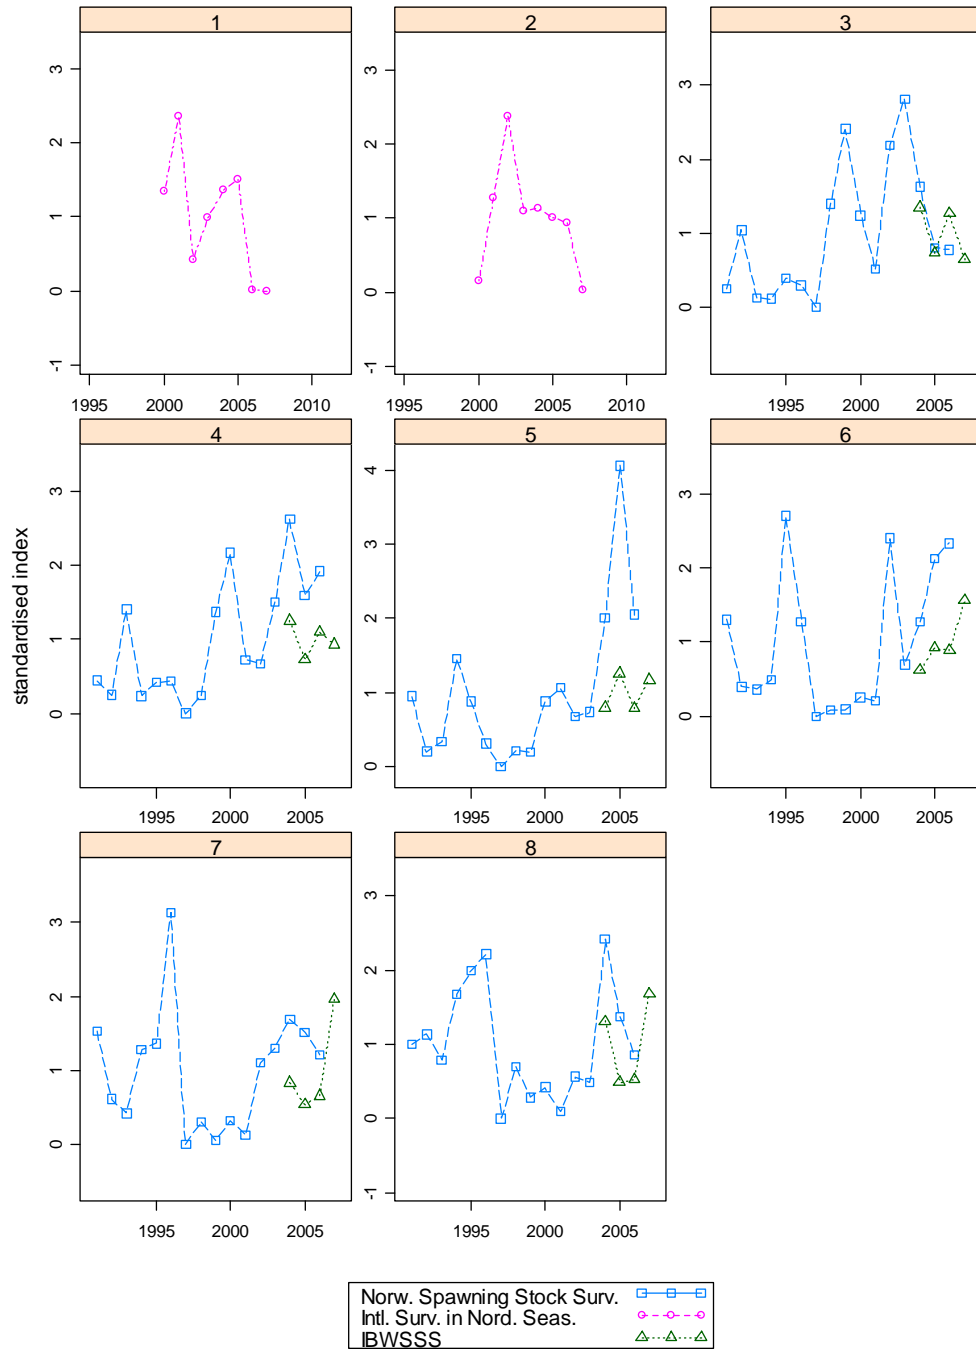 1 2 3
3 3 3
2 2 2
1 1 1
0 0 0
-1 -1
1995 2000 2005 2010 1995 2000 2005 2010 1995 2000 2005
4 5 6
standardised index
3 4 3
2 3 2
1 2 1
0 1 0
0
1995 2000 2005 1995 2000 2005 1995 2000 2005
7 8
3 3
2 2
1 1
0 0
-1
1995 2000 2005 1995 2000 2005
Norw. Spawning Stock Surv.
Intl. Surv. in Nord. Seas.
IBWSSS